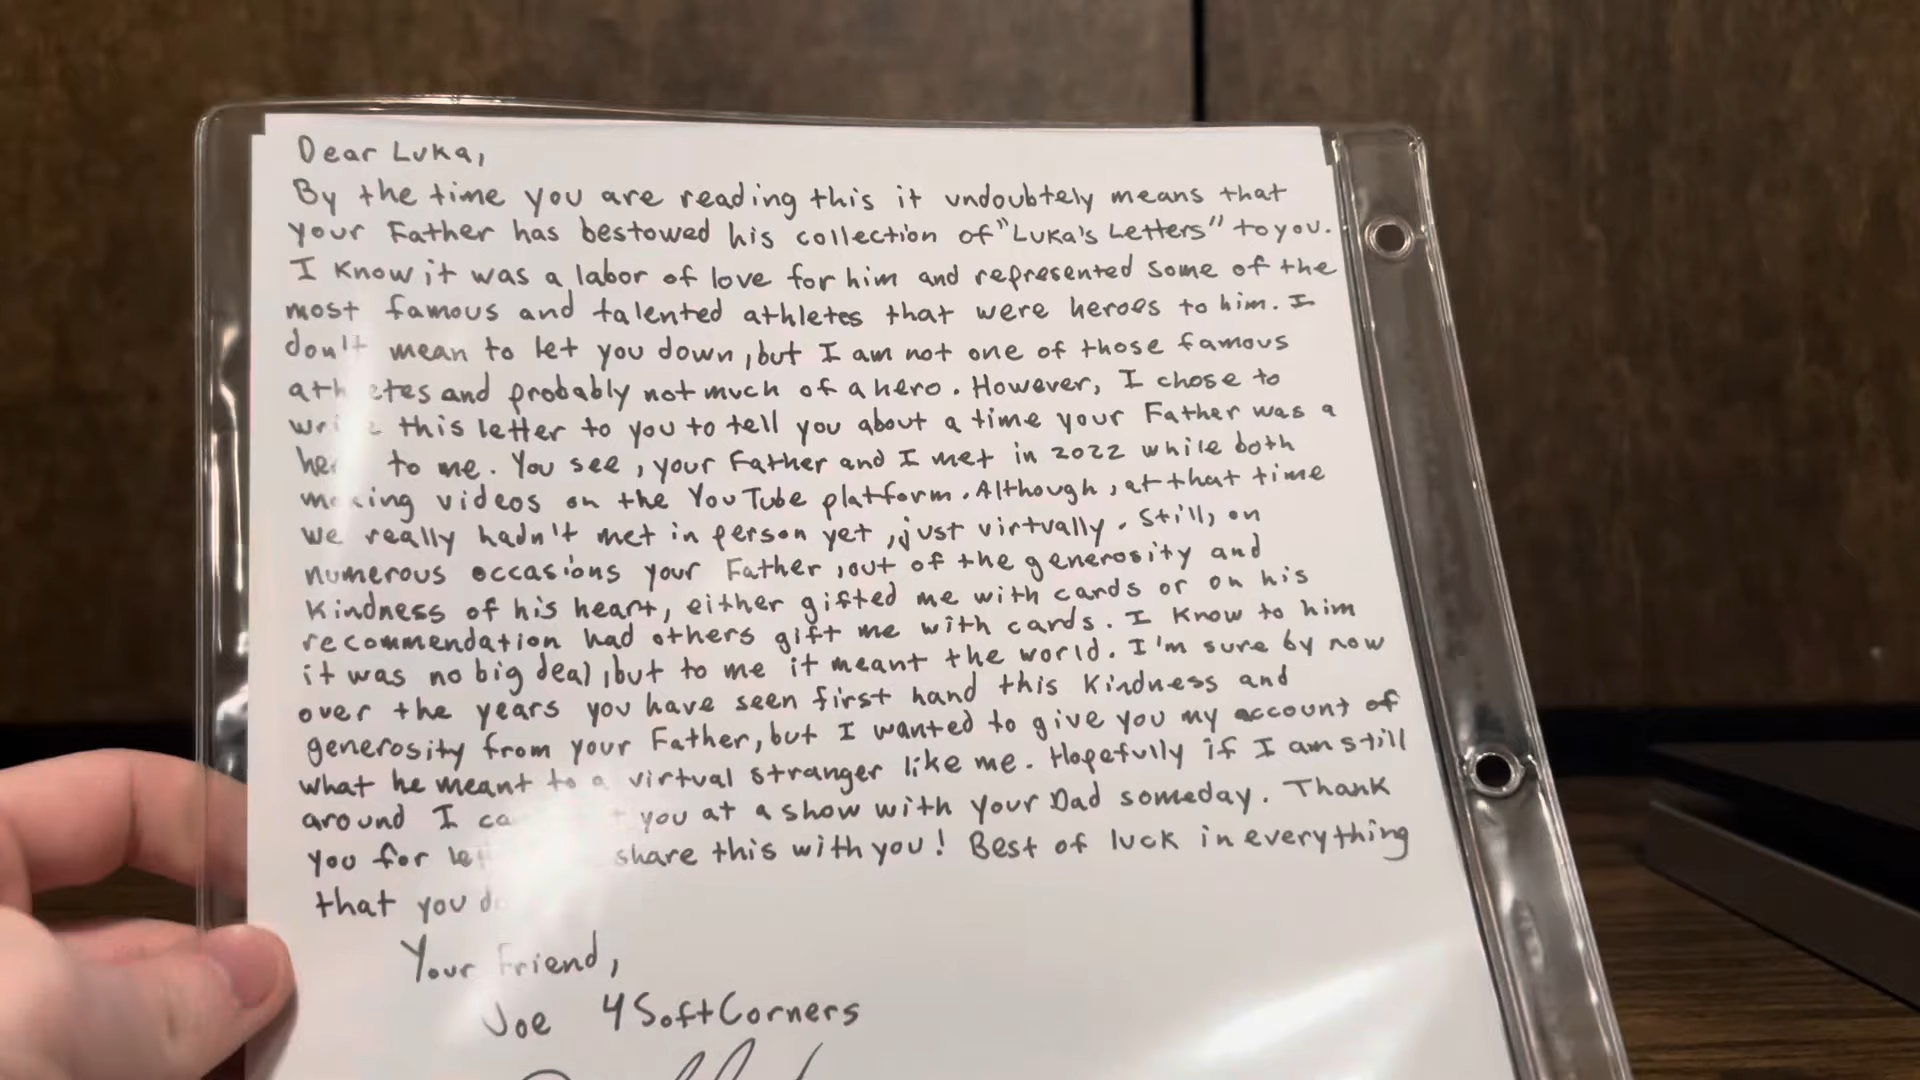 Dear Luka,
By the time you are reading this it undoubtely means that
your Father has bestowed his collection of "Luka's Letters" to you.
I know it was a labor of love for him and represented some of the
most famous and talented athletes that were heroes to him. I
don't mean to let you down, but I am not one of those famous
athletes and probably not much of a hero. However, I chose to
write this letter to you to tell you about a time your Father was a
to me. You see, your Father and I met in 2022 while both
making videos on the YouTube platform. Although, at that time
we really hadn't met in person yet, just virtually. Still, on
numerous occasions your Father, out of the generosity and
kindness of his heart, either gifted me with cards or on his
recommendation had others gift me with cards. I know to him
it was no big deal, but to me it meant the world. I'm sure by now
over the years you have seen first hand this kindness and
generosity from your Father, but I wanted to give you my account of
what he meant to a virtual stranger like me. Hopefully if I am still
around I you at a show with your Dad someday. Thank
you for share this with you! Best of luck in everything
that you
Your Friend,
Joe 4SoftCorners